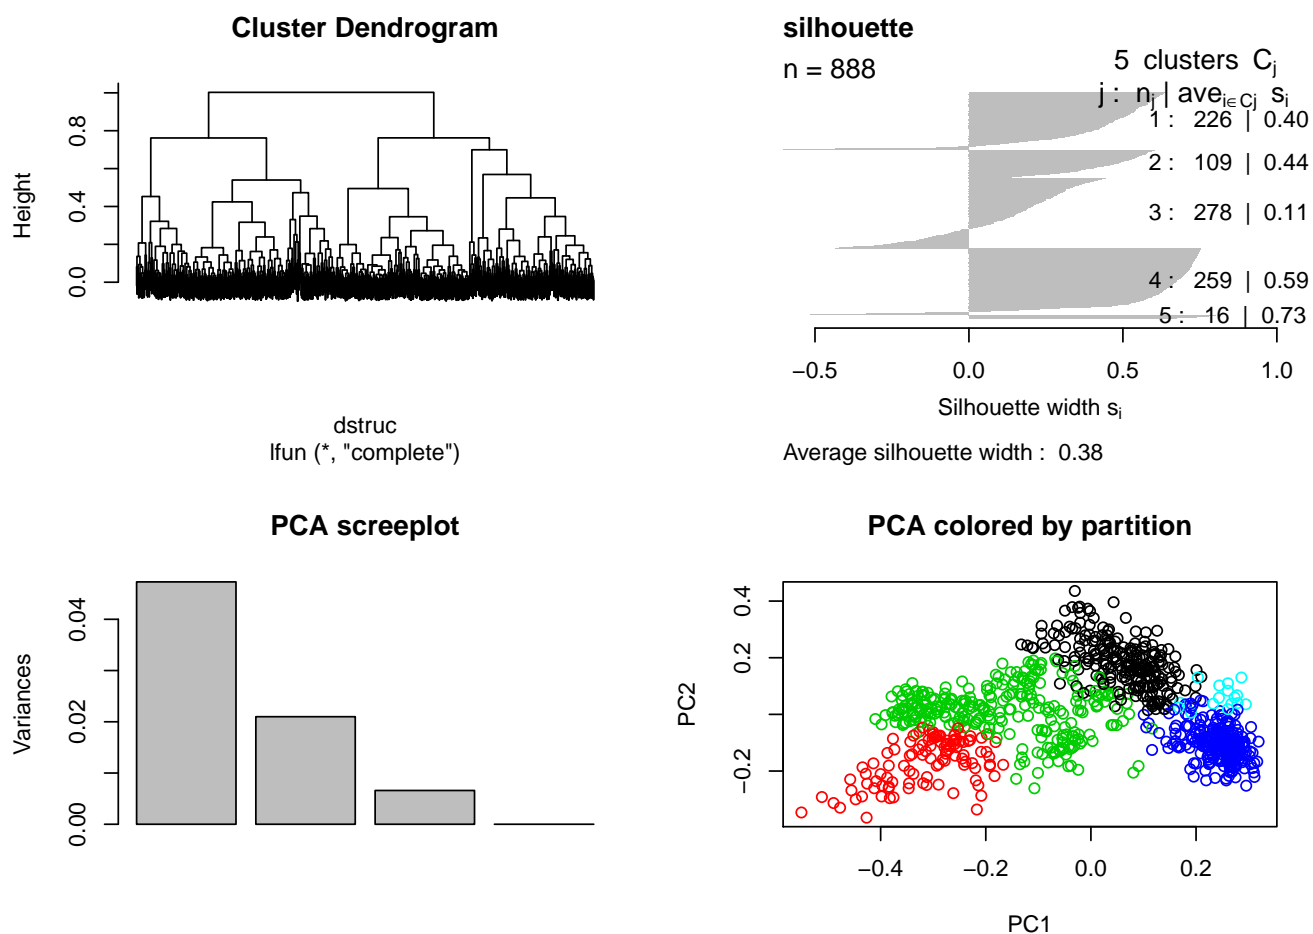 Cluster Dendrogram
Height
0.0 0.4 0.8
dstruc
lfun (*, "complete")
silhouette
n = 888
5 clusters Cj
j : nj | avei∈Cj si
1 : 226 | 0.40
2 : 109 | 0.44
3 : 278 | 0.11
4 : 259 | 0.59
5 : 16 | 0.73
−0.5 0.0 0.5 1.0
Silhouette width si
Average silhouette width : 0.38
PCA screeplot
Variances
0.00 0.02 0.04
PCA colored by partition
PC2
−0.2 0.2 0.4
−0.4 −0.2 0.0 0.2
PC1